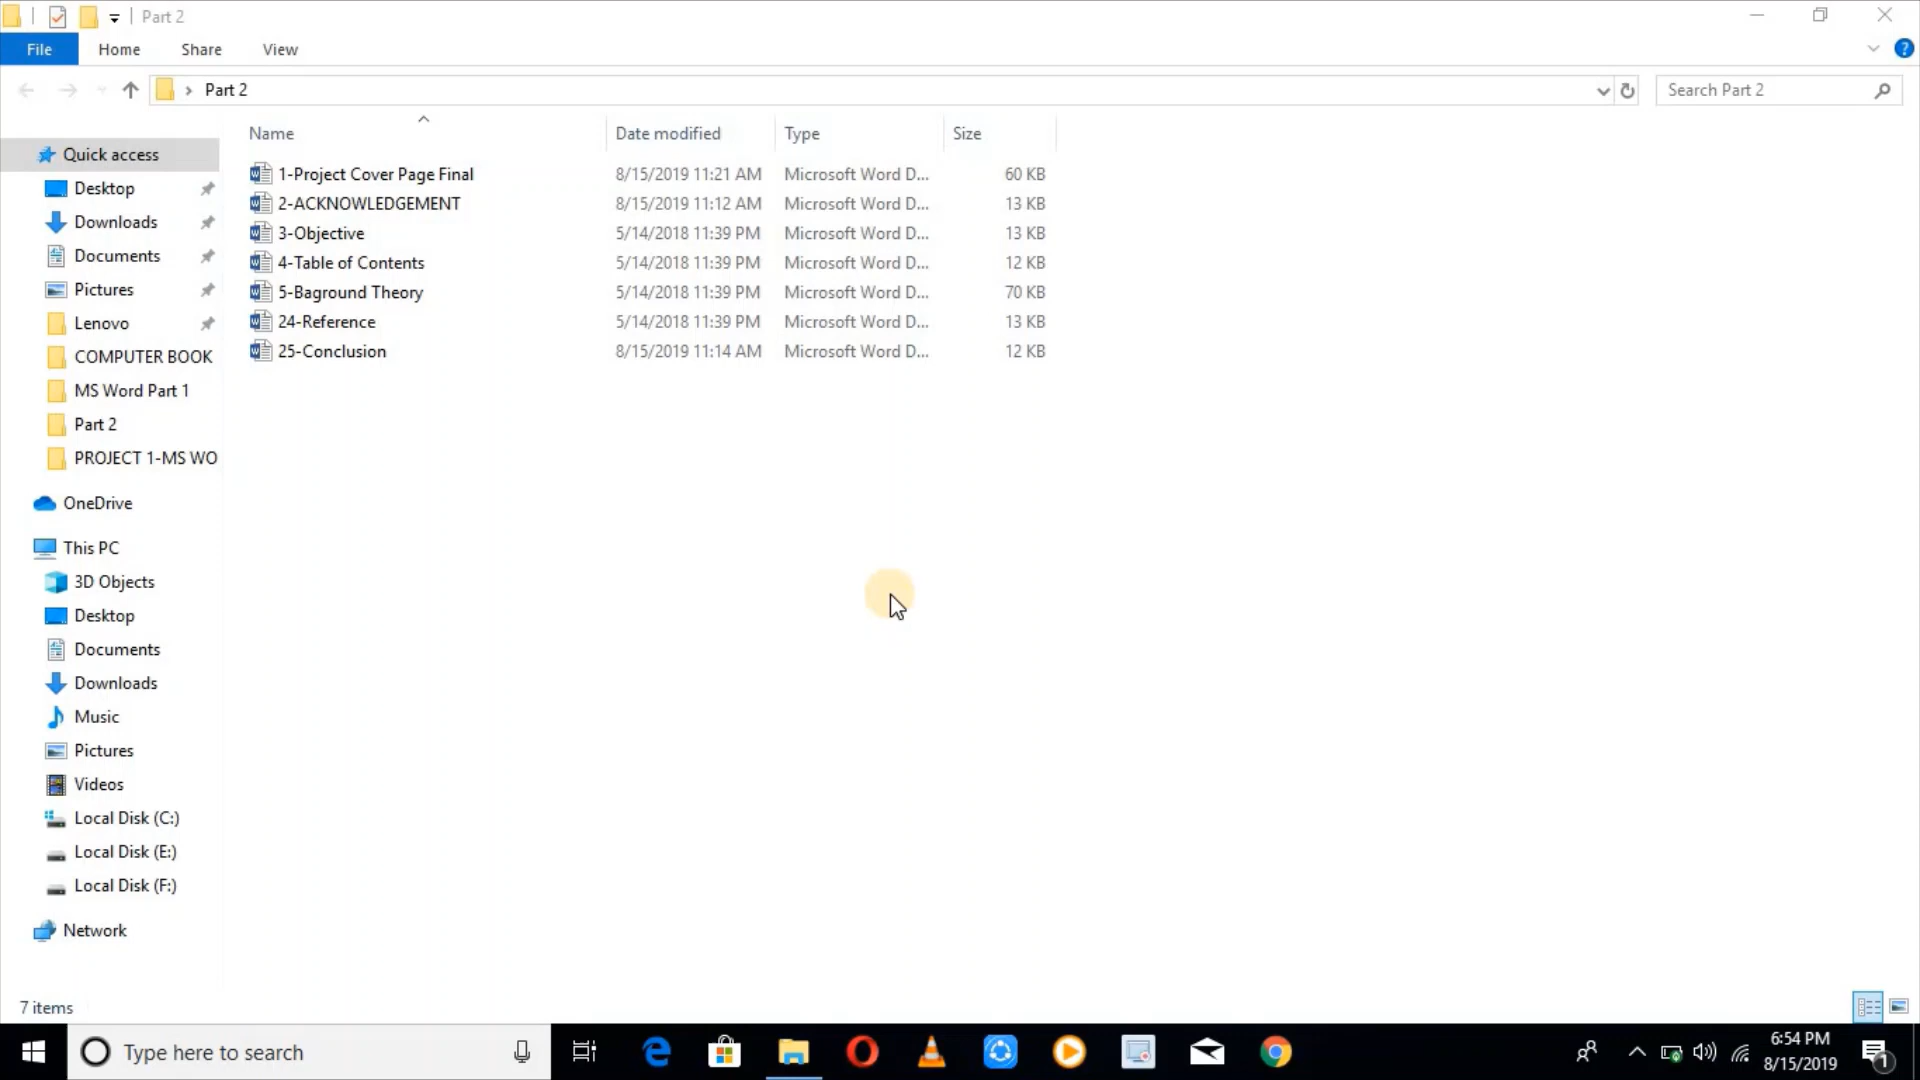 Part 2
File Home Share View
Part 2
Search Part 2
Name Date modified Type Size
1-Project Cover Page Final 8/15/2019 11:21 AM Microsoft Word D... 60 KB
2-ACKNOWLEDGEMENT 8/15/2019 11:12 AM Microsoft Word D... 13 KB
3-Objective 5/14/2018 11:39 PM Microsoft Word D... 13 KB
4-Table of Contents 5/14/2018 11:39 PM Microsoft Word D... 12 KB
5-Baground Theory 5/14/2018 11:39 PM Microsoft Word D... 70 KB
24-Reference 5/14/2018 11:39 PM Microsoft Word D... 13 KB
25-Conclusion 8/15/2019 11:14 AM Microsoft Word D... 12 KB
Quick access
Desktop
Downloads
Documents
Pictures
Lenovo
COMPUTER BOOK
MS Word Part 1
Part 2
PROJECT 1-MS WO
OneDrive
This PC
3D Objects
Desktop
Documents
Downloads
Music
Pictures
Videos
Local Disk (C:)
Local Disk (E:)
Local Disk (F:)
Network
7 items
Type here to search
6:54 PM
8/15/2019
1